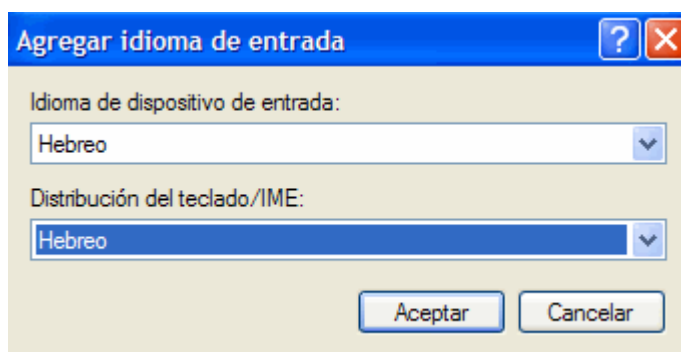 Agregar idioma de entrada
Idioma de dispositivo de entrada:
Hebreo
Distribución del teclado/IME:
Hebreo
Aceptar Cancelar